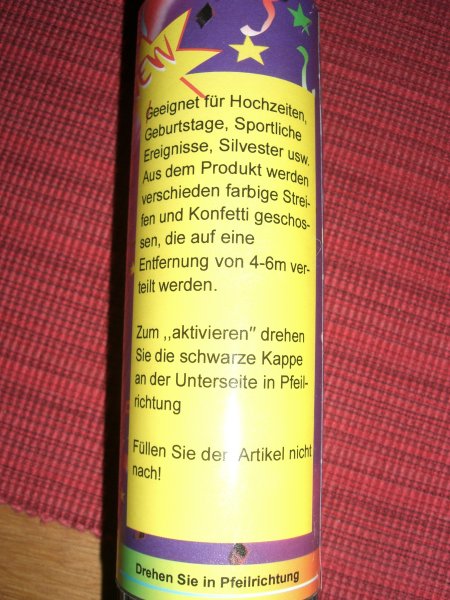 EW
Geeignet für Hochzeiten,
Geburtstage, Sportliche
Ereignisse, Silvester usw.
Aus dem Produkt werden
verschieden farbige Strei-
fen und Konfetti geschos-
sen, die auf eine
Entfernung von 4-6m ver-
teilt werden.
Zum ,,aktivieren" drehen
Sie die schwarze Kappe
an der Unterseite in Pfeil-
richtung
Füllen Sie der Artikel nicht
nach!
Drehen Sie in Pfeilrichtung